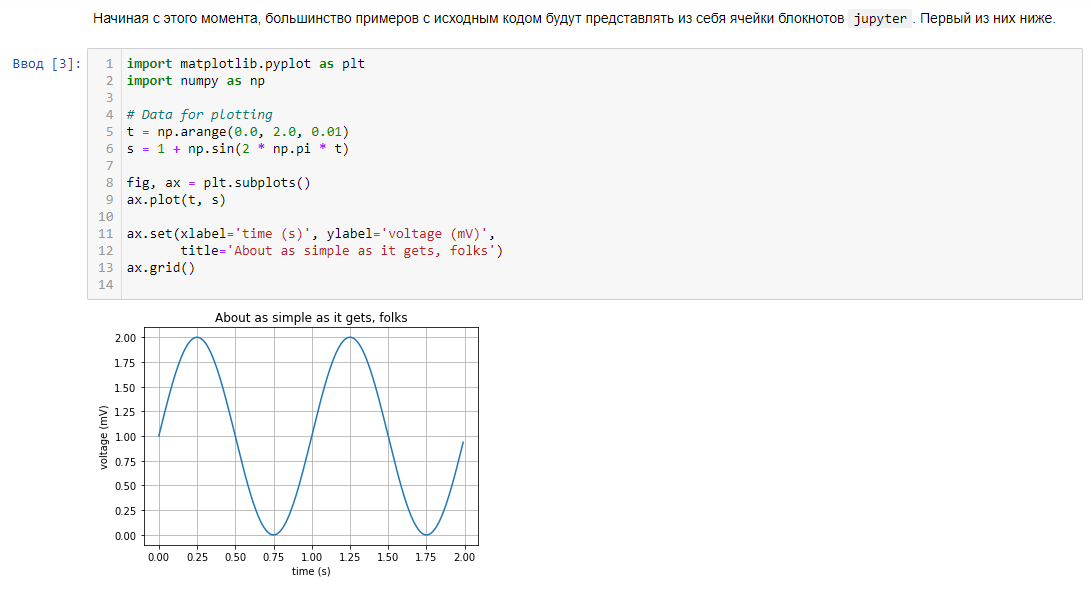 Начиная с этого момента, большинство примеров с исходным кодом будут представлять из себя ячейки блокнотов jupyter . Первый из них ниже.
Ввод [3]:
1 import matplotlib.pyplot as plt
2 import numpy as np
3
4 # Data for plotting
5 t = np.arange(0.0, 2.0, 0.01)
6 s = 1 + np.sin(2 * np.pi * t)
7
8 fig, ax = plt.subplots()
9 ax.plot(t, s)
10
11 ax.set(xlabel='time (s)', ylabel='voltage (mV)',
12        title='About as simple as it gets, folks')
13 ax.grid()
14
About as simple as it gets, folks
voltage (mV)
2.00
1.75
1.50
1.25
1.00
0.75
0.50
0.25
0.00
0.00 0.25 0.50 0.75 1.00 1.25 1.50 1.75 2.00
time (s)